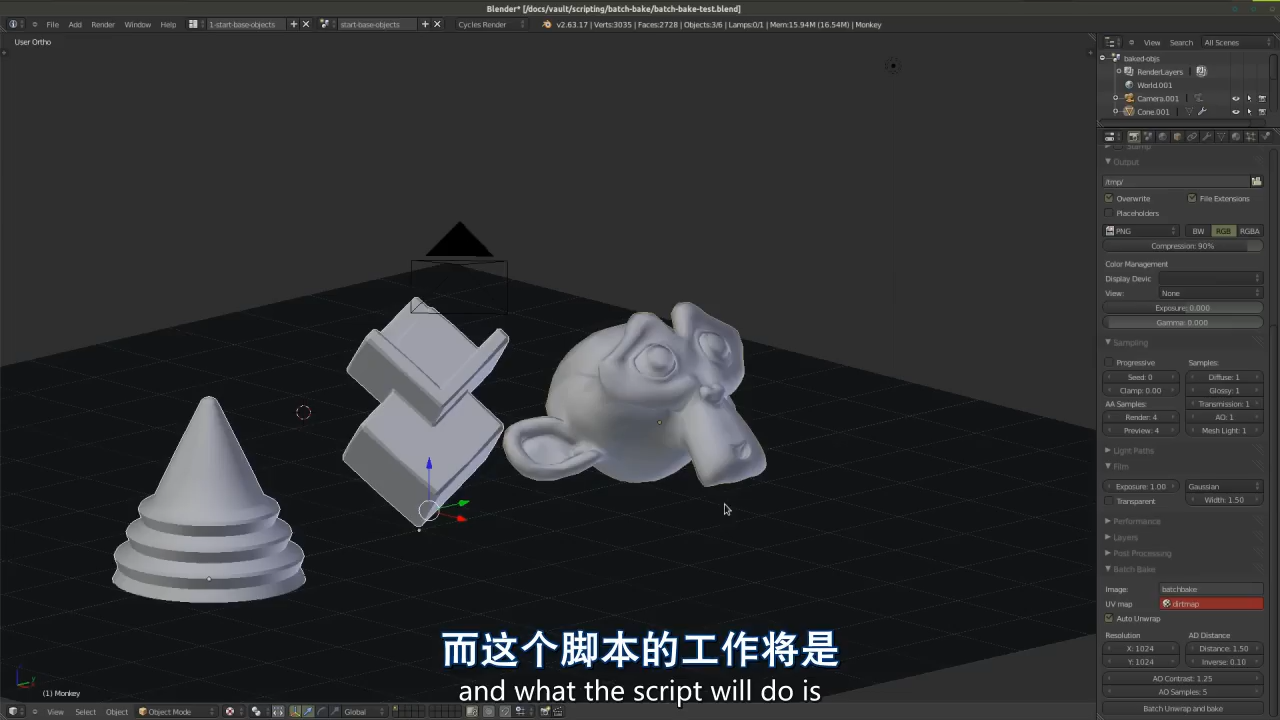 Blender* [/docs/vault/scripting/batch-bake/batch-bake-test.blend]
File Add Render Window Help 1-start-base-objects start-base-objects Cycles Render v2.63.17 | Verts:3035 | Faces:2728 | Objects:3/6 | Lamps:0/1 | Mem:15.94M (16.54M) | Monkey
User Ortho
View Search All Scenes
baked-objs
RenderLayers
World.001
Camera.001
Cone.001
Stamp
Output
/tmp/
Overwrite File Extensions
Placeholders
PNG BW RGB RGBA
Compression: 90%
Color Management
Display Devic
View: None
Exposure: 0.000
Gamma: 0.000
Sampling
Progressive Samples:
Seed: 0 Diffuse: 1
Clamp: 0.00 Glossy: 1
AA Samples: Transmission: 1
Render: 4 AO: 1
Preview: 4 Mesh Light: 1
Light Paths
Film
Exposure: 1.00 Gaussian
Transparent Width: 1.50
Performance
Layers
Post Processing
Batch Bake
Image: batchbake
UV map dirtmap
Auto Unwrap
Resolution AO Distance
X: 1024 Distance: 1.50
Y: 1024 Inverse: 0.10
AO Contrast: 1.25
AO Samples: 5
Batch Unwrap and bake
而这个脚本的工作将是
and what the script will do is
(1) Monkey
View Select Object Object Mode Global